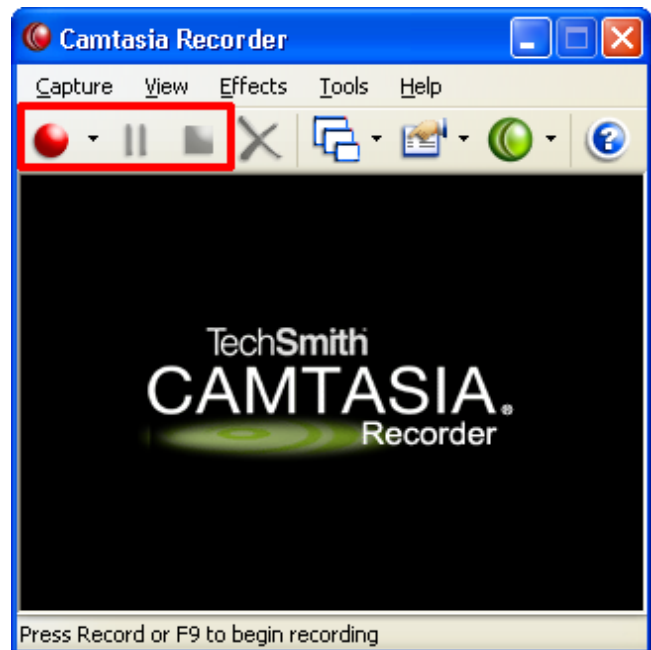 Camtasia Recorder
Capture View Effects Tools Help
TechSmith
CAMTASIA®
Recorder
Press Record or F9 to begin recording